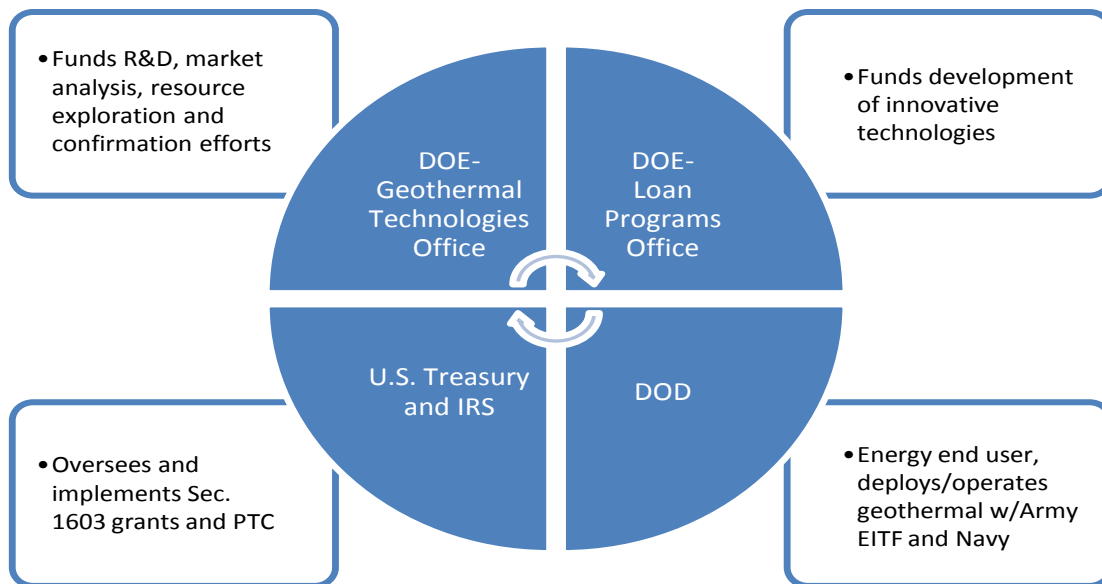 •Funds R&D, market
analysis, resource
exploration and
confirmation efforts
DOE-
Geothermal
Technologies
Office
DOE-
Loan
Programs
Office
•Funds development
of innovative
technologies
•Oversees and
implements Sec.
1603 grants and PTC
U.S. Treasury
and IRS
DOD
•Energy end user,
deploys/operates
geothermal w/Army
EITF and Navy